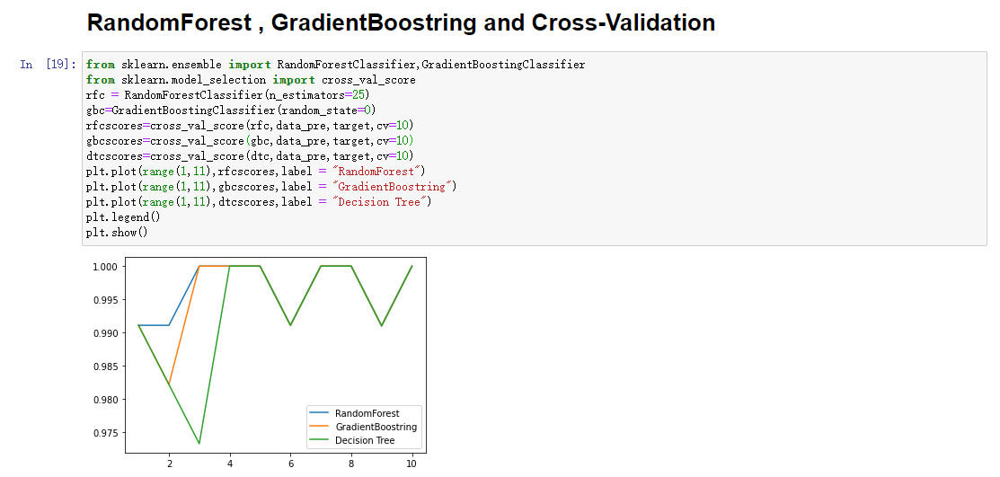 RandomForest , GradientBoostring and Cross-Validation
In [19]:
from sklearn.ensemble import RandomForestClassifier,GradientBoostingClassifier
from sklearn.model_selection import cross_val_score
rfc = RandomForestClassifier(n_estimators=25)
gbc=GradientBoostingClassifier(random_state=0)
rfcscores=cross_val_score(rfc,data_pre,target,cv=10)
gbcscores=cross_val_score(gbc,data_pre,target,cv=10)
dtcscores=cross_val_score(dtc,data_pre,target,cv=10)
plt.plot(range(1,11),rfcscores,label = "RandomForest")
plt.plot(range(1,11),gbcscores,label = "GradientBoostring")
plt.plot(range(1,11),dtcscores,label = "Decision Tree")
plt.legend()
plt.show()
1.000
0.995
0.990
0.985
0.980
0.975
RandomForest
GradientBoostring
Decision Tree
2 4 6 8 10